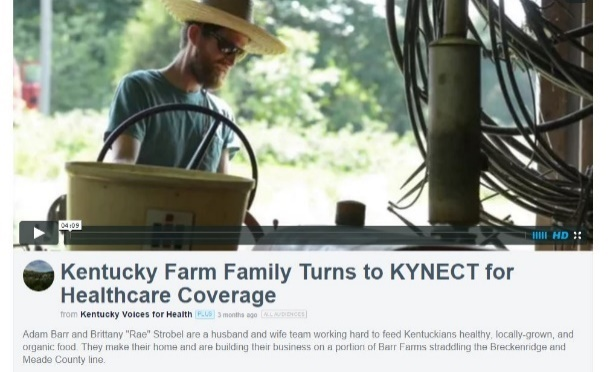 04:09
HD
Kentucky Farm Family Turns to KYNECT for
Healthcare Coverage
from Kentucky Voices for Health PLUS 3 months ago ALL AUDIENCES
Adam Barr and Brittany "Rae" Strobel are a husband and wife team working hard to feed Kentuckians healthy, locally-grown, and
organic food. They make their home and are building their business on a portion of Barr Farms straddling the Breckenridge and
Meade County line.